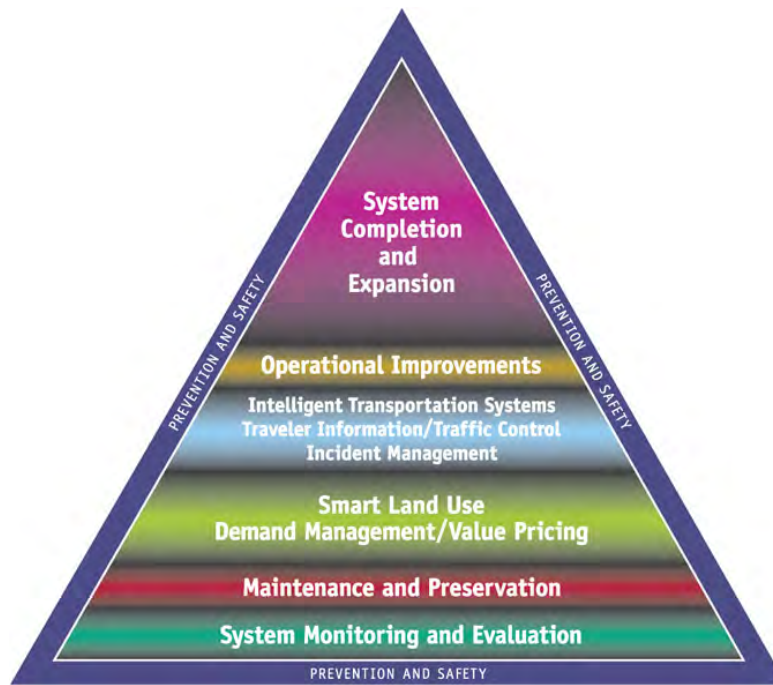 System
Completion
and
Expansion
PREVENTION AND SAFETY
PREVENTION AND SAFETY
Operational Improvements
Intelligent Transportation Systems
Traveler Information/Traffic Control
Incident Management
Smart Land Use
Demand Management/Value Pricing
Maintenance and Preservation
System Monitoring and Evaluation
PREVENTION AND SAFETY